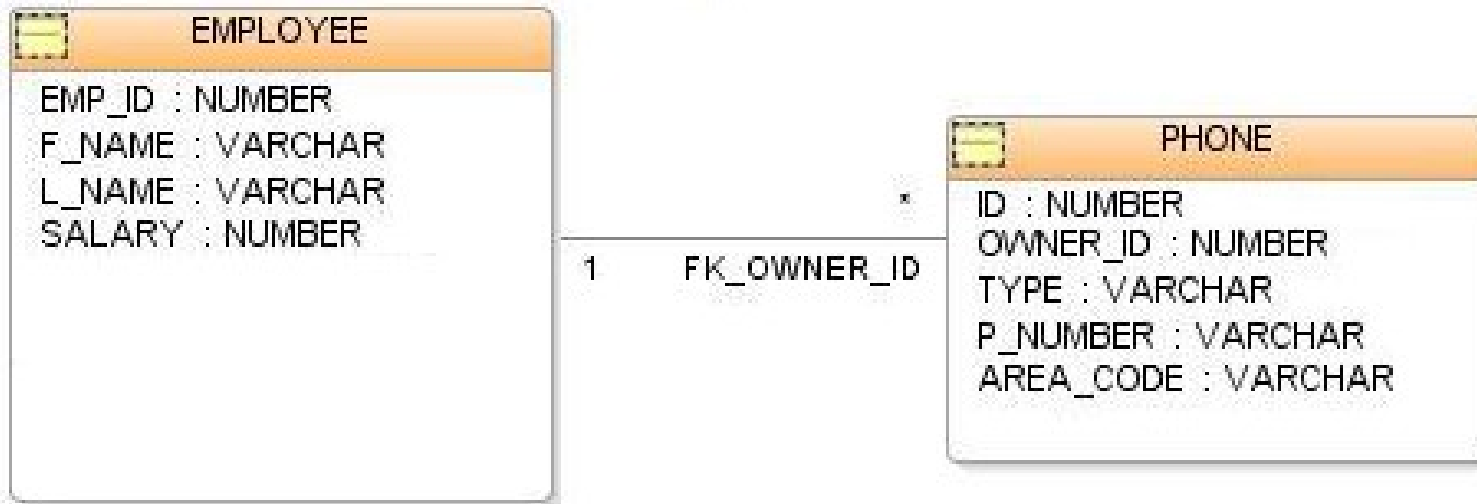 EMPLOYEE
EMP_ID : NUMBER
F_NAME : VARCHAR
L_NAME : VARCHAR
SALARY : NUMBER
1 FK_OWNER_ID *
PHONE
ID : NUMBER
OWNER_ID : NUMBER
TYPE : VARCHAR
P_NUMBER : VARCHAR
AREA_CODE : VARCHAR